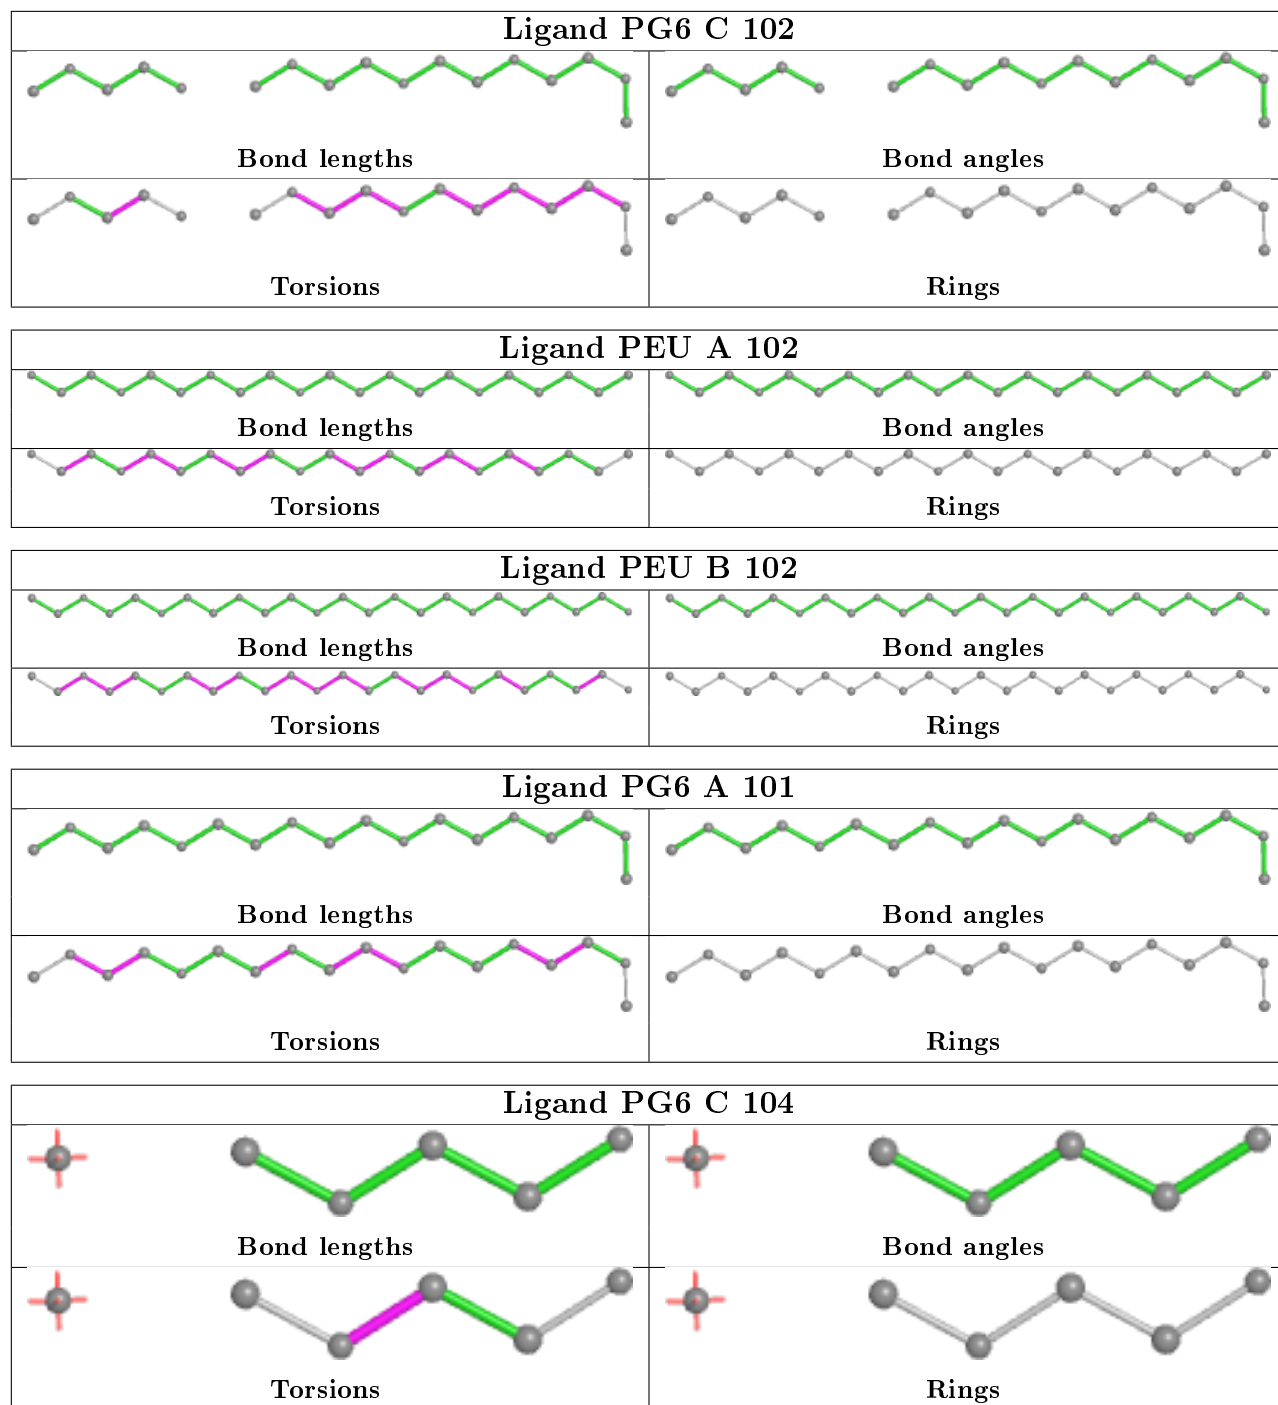 Ligand PG6 C 102
Bond lengths
Bond angles
Torsions
Rings
Ligand PEU A 102
Bond lengths
Bond angles
Torsions
Rings
Ligand PEU B 102
Bond lengths
Bond angles
Torsions
Rings
Ligand PG6 A 101
Bond lengths
Bond angles
Torsions
Rings
Ligand PG6 C 104
Bond lengths
Bond angles
Torsions
Rings